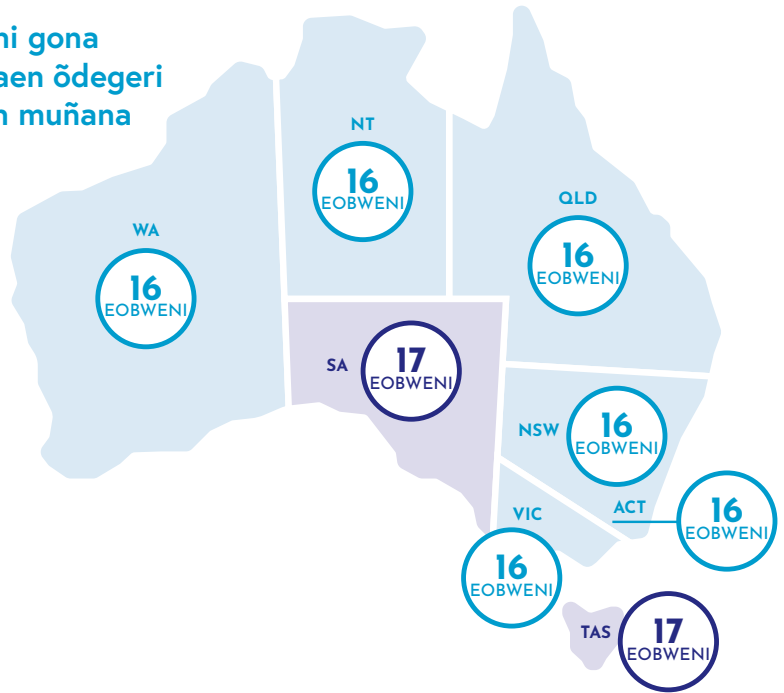 ni gona
aen õdegeri
n muñana
NT
16
EOBWENI
QLD
16
EOBWENI
WA
16
EOBWENI
SA
17
EOBWENI
NSW
16
EOBWENI
ACT
16
EOBWENI
VIC
16
EOBWENI
TAS
17
EOBWENI